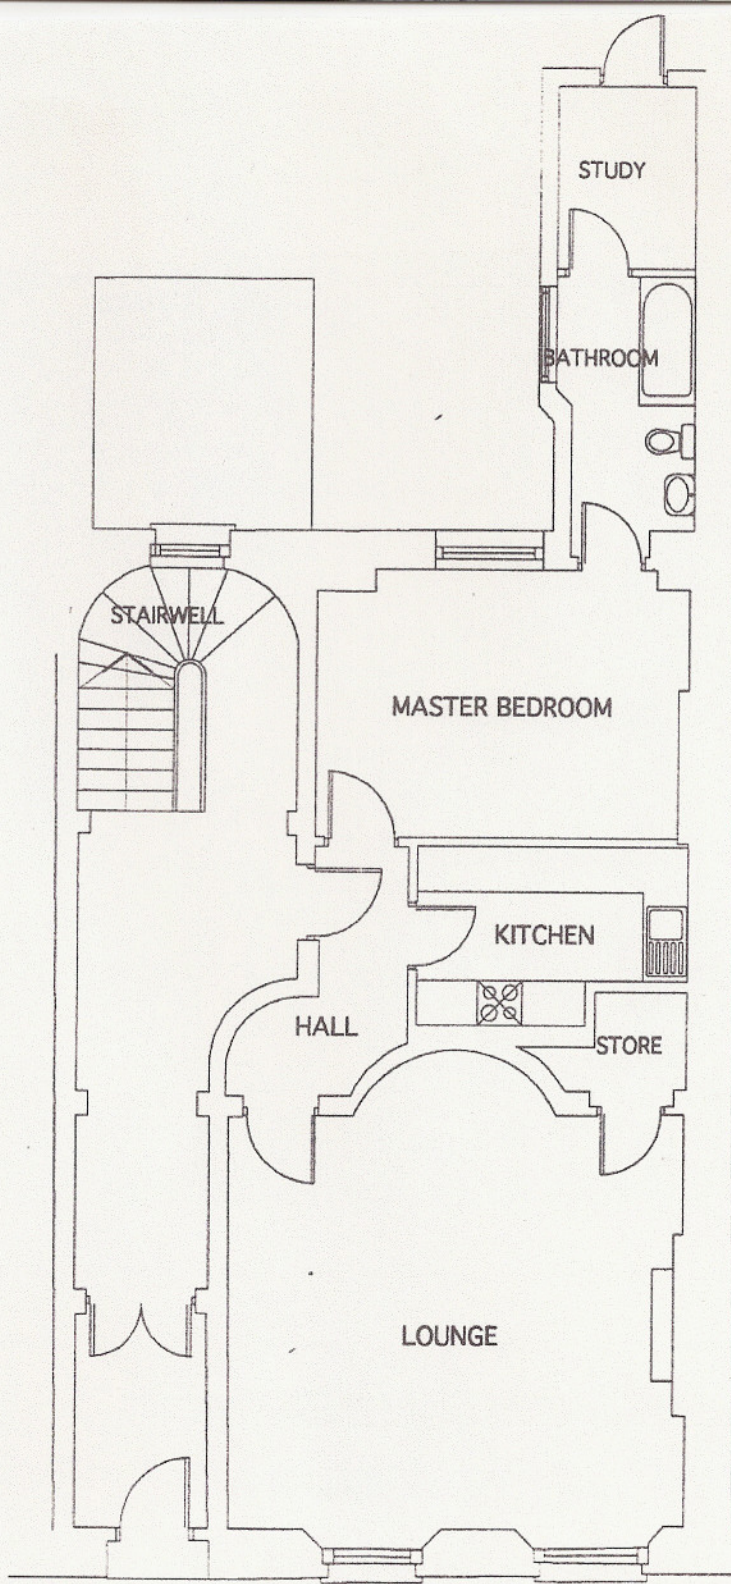 STUDY
BATHROOM
STAIRWELL
MASTER BEDROOM
KITCHEN
HALL
STORE
LOUNGE